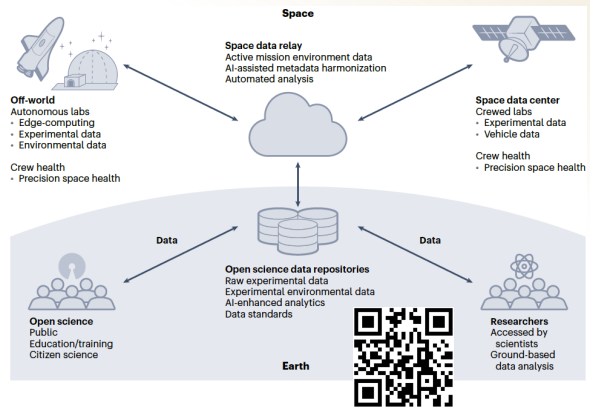 Space
Space data relay
Active mission environment data
AI-assisted metadata harmonization
Automated analysis
Off-world
Autonomous labs
• Edge-computing
• Experimental data
• Environmental data
Crew health
• Precision space health
Space data center
Crewed labs
• Experimental data
• Vehicle data
Crew health
• Precision space health
Data
Data
Open science data repositories
Raw experimental data
Experimental environmental data
AI-enhanced analytics
Data standards
Open science
Public
Education/training
Citizen science
Researchers
Accessed by
scientists
Ground-based
data analysis
Earth